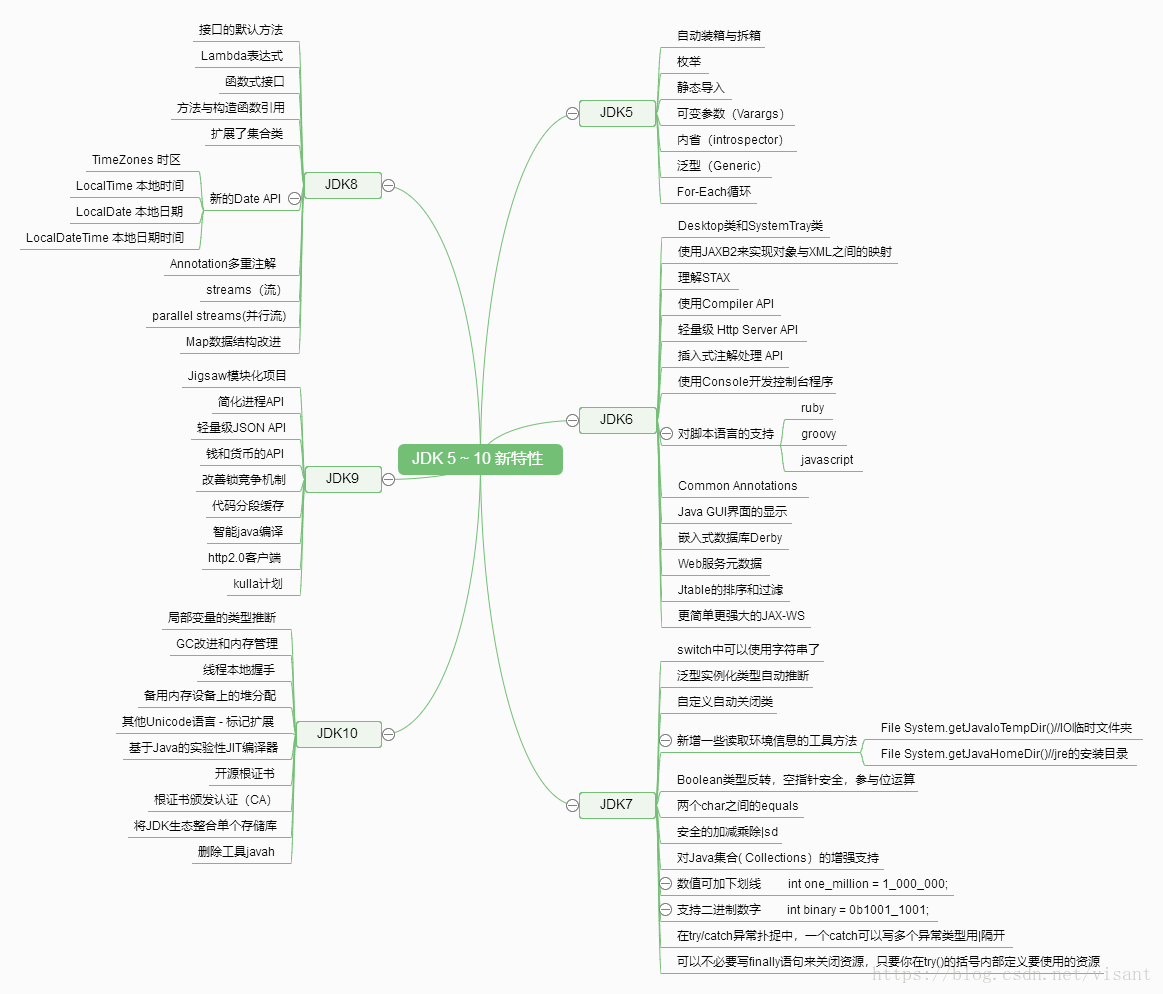 JDK 5 ~ 10 新特性
JDK5
自动装箱与拆箱
枚举
静态导入
可变参数（Varargs）
内省（introspector）
泛型（Generic）
For-Each循环
JDK6
Desktop类和SystemTray类
使用JAXB2来实现对象与XML之间的映射
理解STAX
使用Compiler API
轻量级 Http Server API
插入式注解处理 API
使用Console开发控制台程序
对脚本语言的支持
ruby
groovy
javascript
Common Annotations
Java GUI界面的显示
嵌入式数据库Derby
Web服务元数据
Jtable的排序和过滤
更简单更强大的JAX-WS
JDK7
switch中可以使用字符串了
泛型实例化类型自动推断
自定义自动关闭类
新增一些读取环境信息的工具方法
File System.getJavaIoTempDir()//IO临时文件夹
File System.getJavaHomeDir()//jre的安装目录
Boolean类型反转，空指针安全，参与位运算
两个char之间的equals
安全的加减乘除|sd
对Java集合( Collections）的增强支持
数值可加下划线 int one_million = 1_000_000;
支持二进制数字 int binary = 0b1001_1001;
在try/catch异常扑捉中，一个catch可以写多个异常类型用|隔开
可以不必要写finally语句来关闭资源，只要你在try()的括号内部定义要使用的资源
JDK8
接口的默认方法
Lambda表达式
函数式接口
方法与构造函数引用
扩展了集合类
新的Date API
TimeZones 时区
LocalTime 本地时间
LocalDate 本地日期
LocalDateTime 本地日期时间
Annotation多重注解
streams（流）
parallel streams(并行流)
Map数据结构改进
JDK9
Jigsaw模块化项目
简化进程API
轻量级JSON API
钱和货币的API
改善锁竞争机制
代码分段缓存
智能java编译
http2.0客户端
kulla计划
JDK10
局部变量的类型推断
GC改进和内存管理
线程本地握手
备用内存设备上的堆分配
其他Unicode语言 - 标记扩展
基于Java的实验性JIT编译器
开源根证书
根证书颁发认证（CA）
将JDK生态整合单个存储库
删除工具javah
https://blog.csdn.net/visant